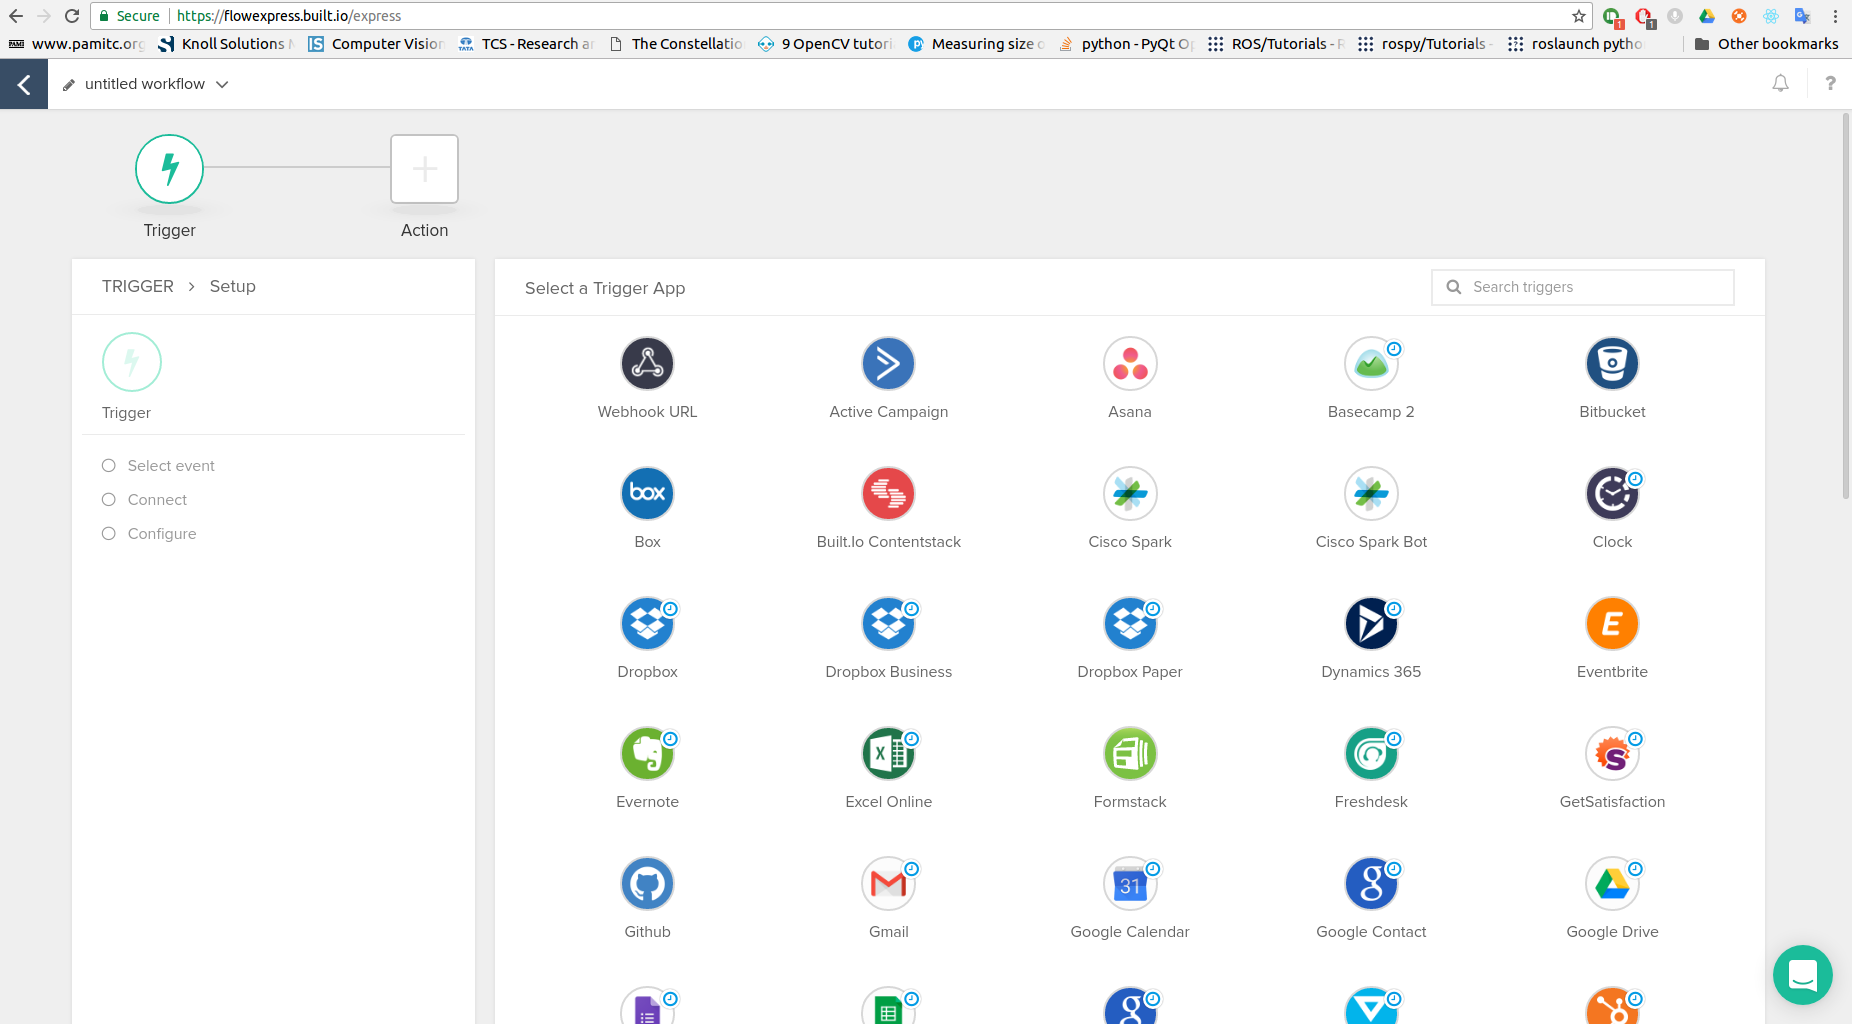 Secure https://flowexpress.built.io/express
www.pamitc.org Knoll Solutions Computer Vision TCS - Research a The Constellatio 9 OpenCV tutori Measuring size o python - PyQt Op ROS/Tutorials - R rospy/Tutorials - roslaunch pytho Other bookmarks
untitled workflow ?
Trigger Action
TRIGGER > Setup
Trigger
Select event
Connect
Configure
Select a Trigger App Search triggers
Webhook URL Active Campaign Asana Basecamp 2 Bitbucket
box
Box Built.Io Contentstack Cisco Spark Cisco Spark Bot Clock
Dropbox Dropbox Business Dropbox Paper Dynamics 365 Eventbrite
Evernote Excel Online Formstack Freshdesk GetSatisfaction
31
Github Gmail Google Calendar Google Contact Google Drive